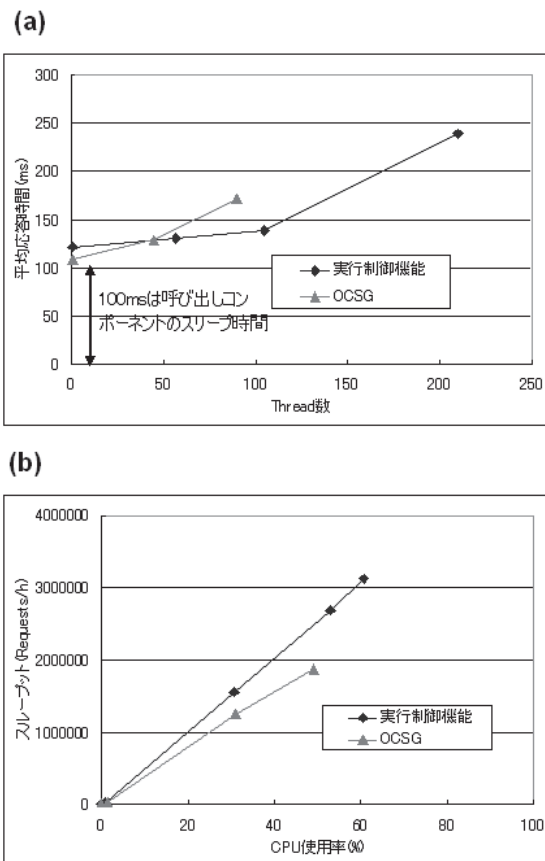 (a)
300
250
200
150
100
50
0
平均応答時間(ms)
実行制御機能
OCSG
100msは呼び出しコン
ポーネントのスリープ時間
0 50 100 150 200 250
Thread数
(b)
4000000
3000000
2000000
1000000
0
スループット(Requests/h)
実行制御機能
OCSG
0 20 40 60 80 100
CPU使用率(%)